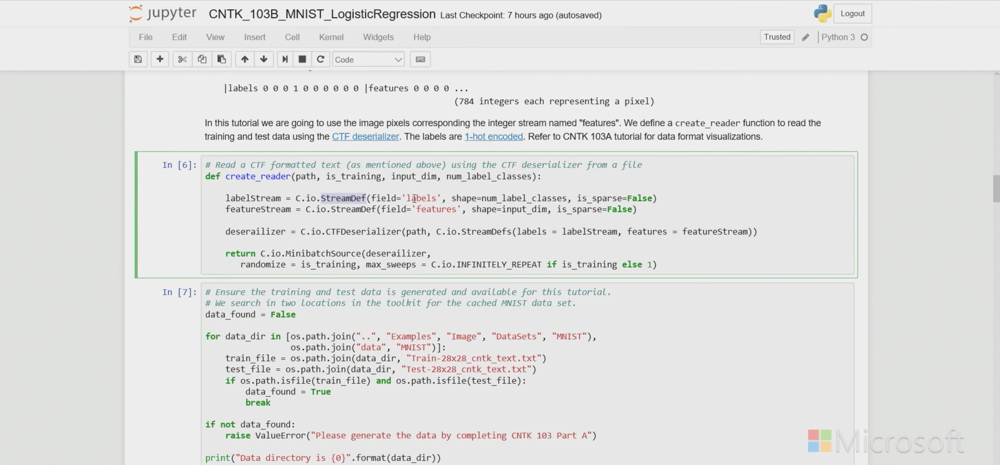 jupyter CNTK_103B_MNIST_LogisticRegression Last Checkpoint: 7 hours ago (autosaved) Logout
File Edit View Insert Cell Kernel Widgets Help Trusted Python 3
Code
|labels 0 0 0 1 0 0 0 0 0 0 |features 0 0 0 0 ...
(784 integers each representing a pixel)
In this tutorial we are going to use the image pixels corresponding the integer stream named "features". We define a create_reader function to read the
training and test data using the CTF deserializer. The labels are 1-hot encoded. Refer to CNTK 103A tutorial for data format visualizations.
In [6]: # Read a CTF formatted text (as mentioned above) using the CTF deserializer from a file
def create_reader(path, is_training, input_dim, num_label_classes):
labelStream = C.io.StreamDef(field='labels', shape=num_label_classes, is_sparse=False)
featureStream = C.io.StreamDef(field='features', shape=input_dim, is_sparse=False)
deserailizer = C.io.CTFDeserializer(path, C.io.StreamDefs(labels = labelStream, features = featureStream))
return C.io.MinibatchSource(deserailizer,
randomize = is_training, max_sweeps = C.io.INFINITELY_REPEAT if is_training else 1)
In [7]: # Ensure the training and test data is generated and available for this tutorial.
# We search in two locations in the toolkit for the cached MNIST data set.
data_found = False
for data_dir in [os.path.join("..", "Examples", "Image", "DataSets", "MNIST"),
os.path.join("data", "MNIST")]:
train_file = os.path.join(data_dir, "Train-28x28_cntk_text.txt")
test_file = os.path.join(data_dir, "Test-28x28_cntk_text.txt")
if os.path.isfile(train_file) and os.path.isfile(test_file):
data_found = True
break
if not data_found:
raise ValueError("Please generate the data by completing CNTK 103 Part A")
print("Data directory is {0}".format(data_dir))
Microsoft